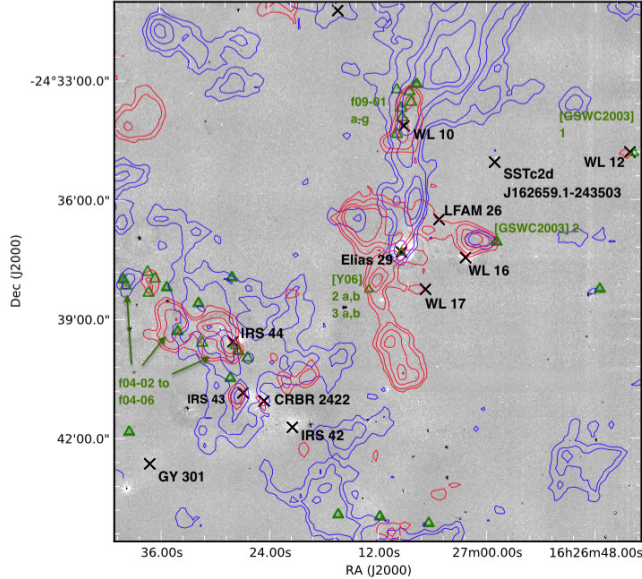 -24°33'00.0"
f09-01
a-g
WL 10
[GSWC2003]
1
WL 12
SSTc2d
J162659.1-243503
36'00.0"
LFAM 26
[GSWC2003] 2
Elias 29
WL 16
[Y06]
2 a,b
3 a,b
WL 17
Dec (J2000)
39'00.0"
IRS 44
f04-02 to
f04-06
IRS 43
CRBR 2422
IRS 42
42'00.0"
GY 301
36.00s
24.00s
12.00s
27m00.00s
16h26m48.00s
RA (J2000)